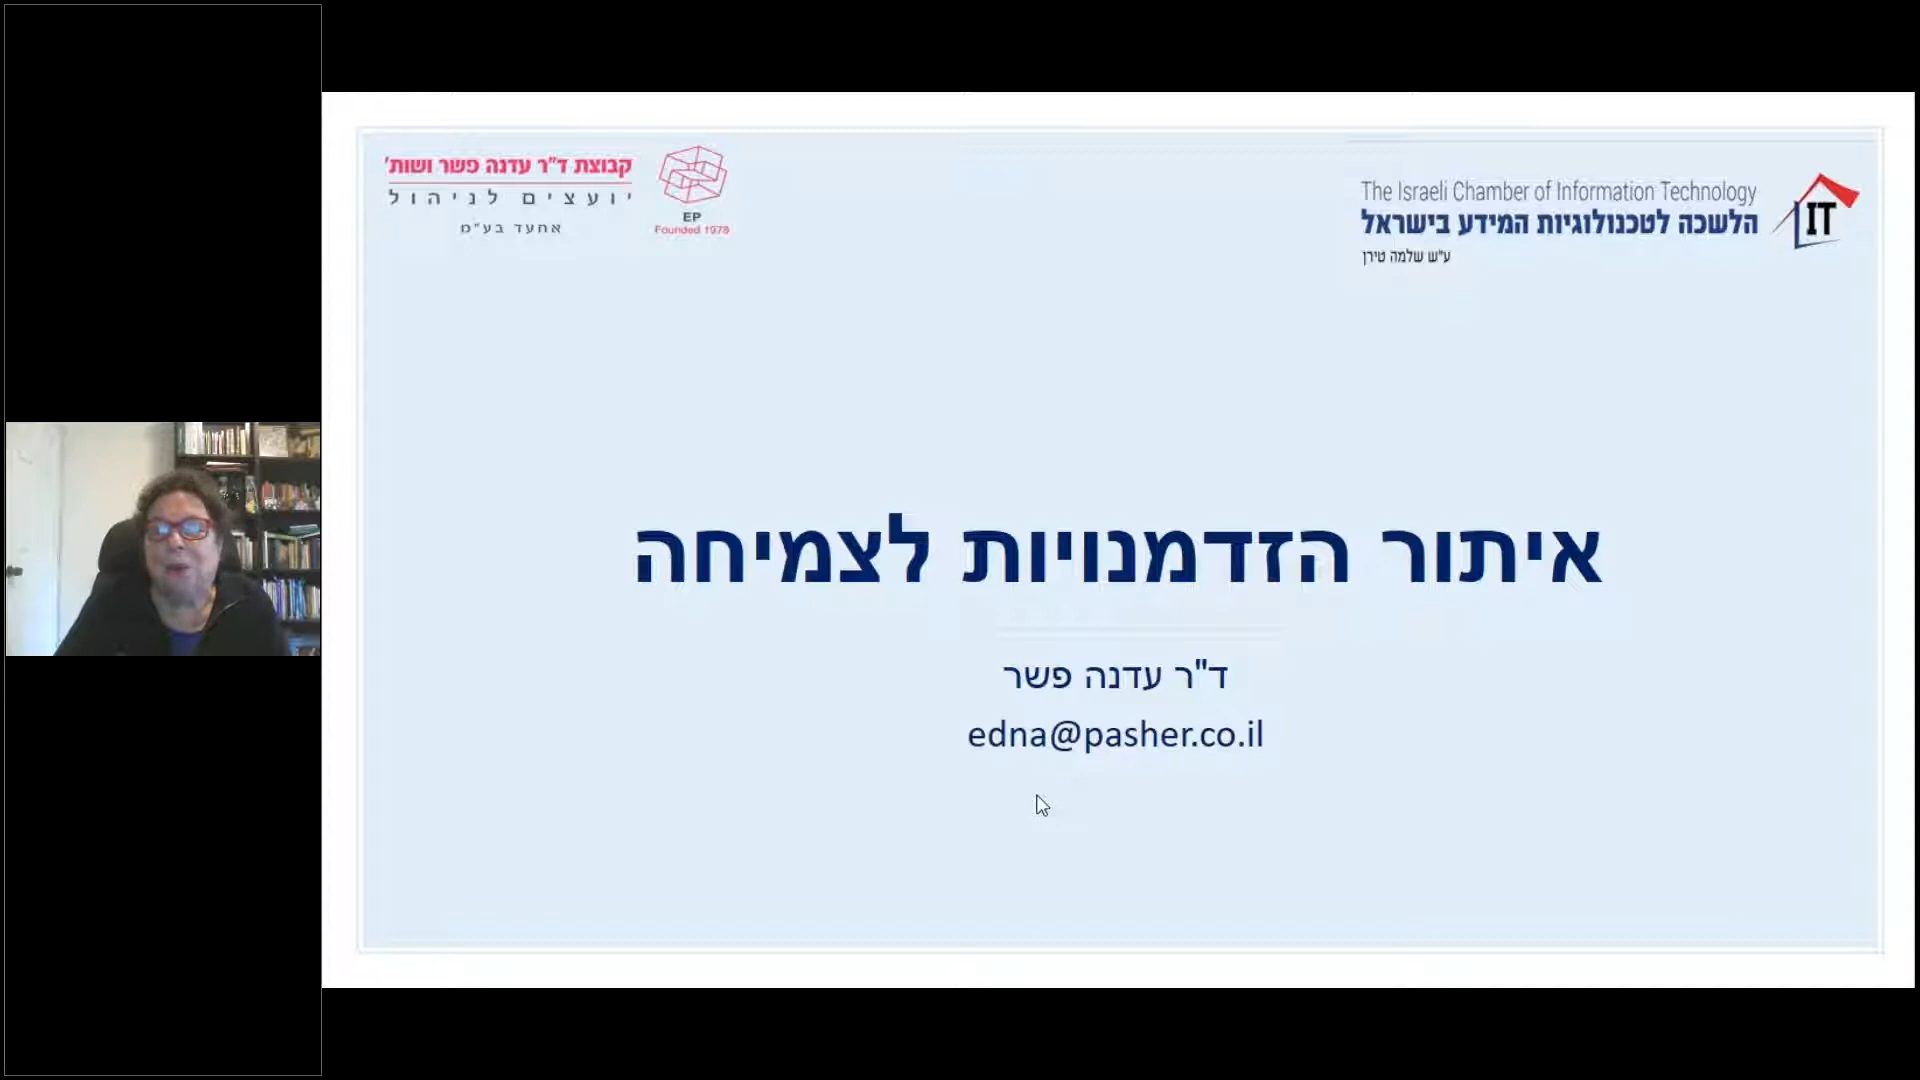 The Israeli Chamber of Information Technology
הלשכה לטכנולוגיות המידע בישראל
ע"ש שלמה טירן
IT
קבוצת ד"ר עדנה פשר ושות'
יועצים לניהול
אחעד בע"מ
EP
Founded 1978
איתור הזדמנויות לצמיחה
ד"ר עדנה פשר
edna@pasher.co.il